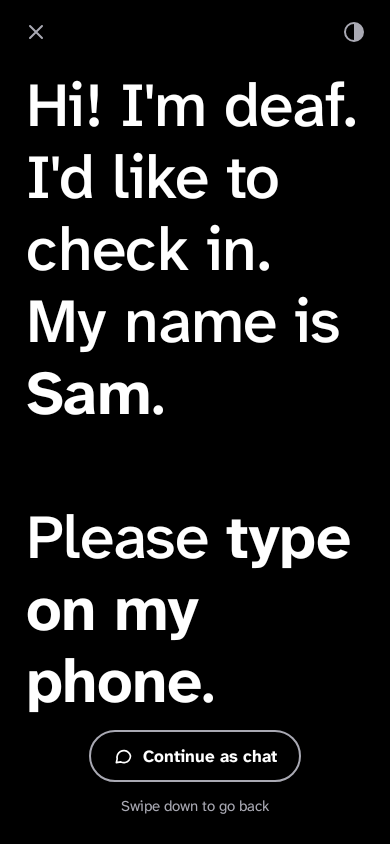 Hi! I'm deaf.
I'd like to
check in.
My name is
Sam.
Please type
on my
phone.
Continue as chat
Swipe down to go back